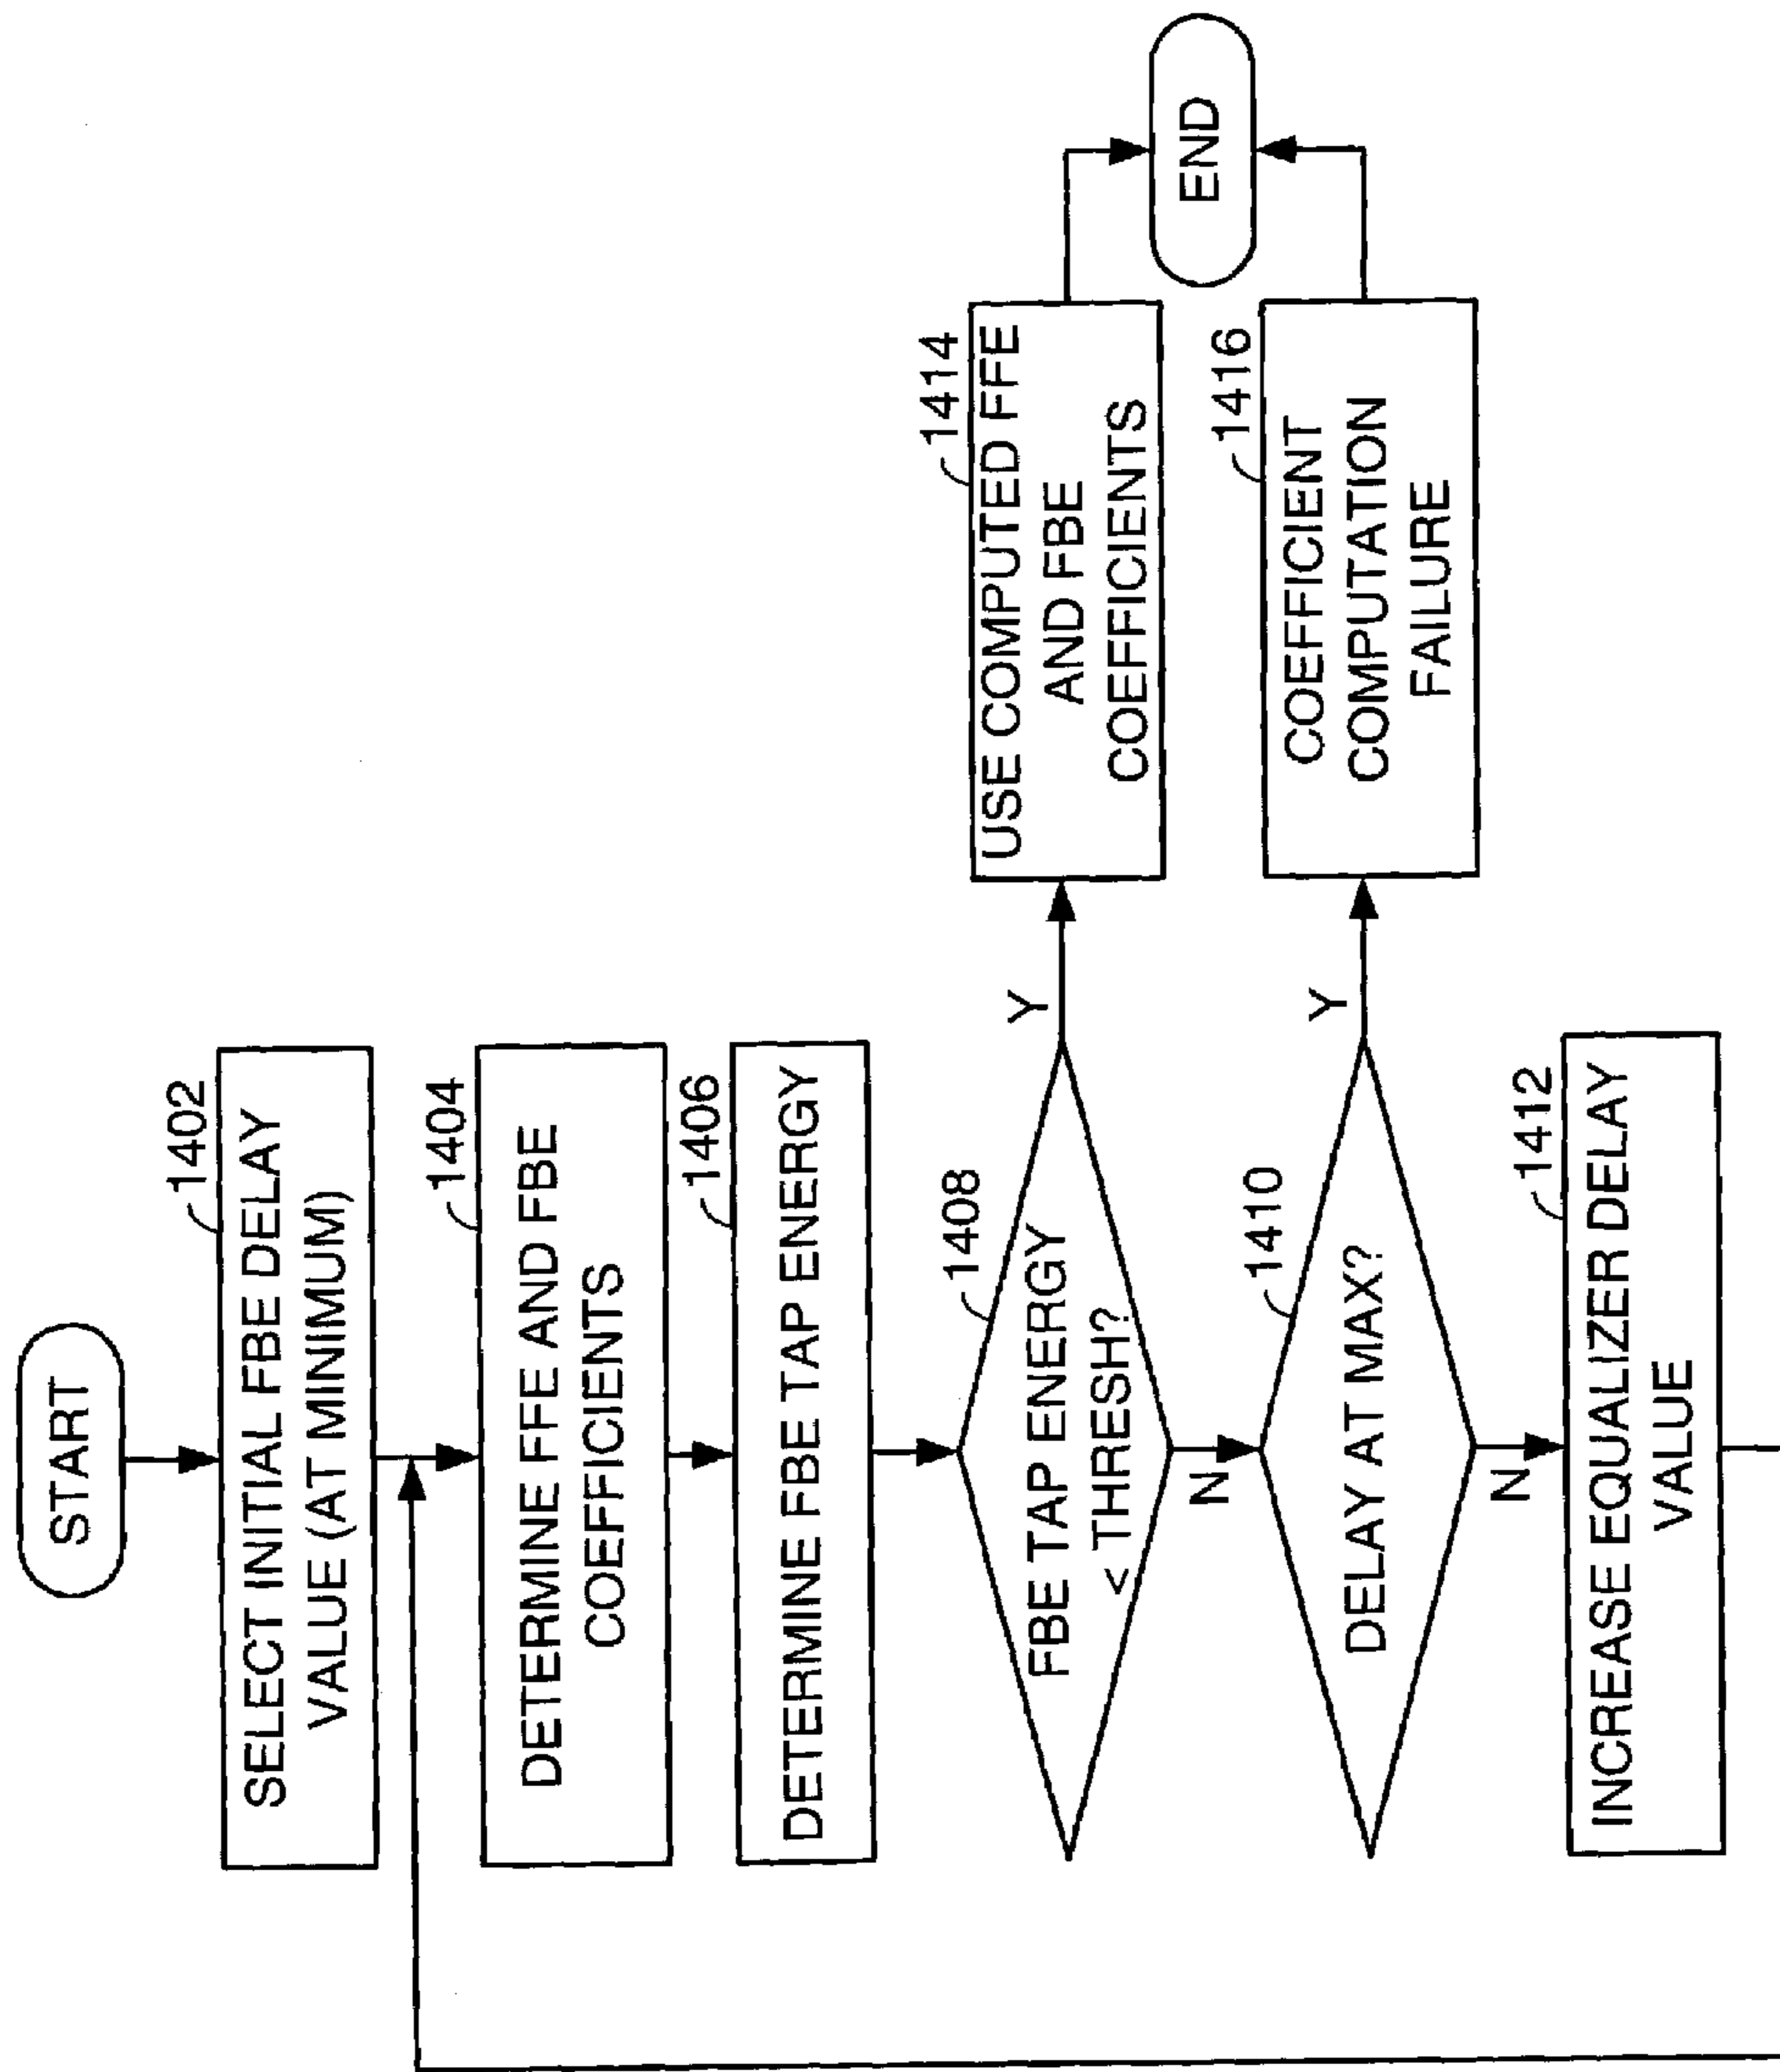 START
1402
SELECT INITIAL FBE DELAY
VALUE (AT MINIMUM)
1404
DETERMINE FFE AND FBE
COEFFICIENTS
1406
DETERMINE FBE TAP ENERGY
1408
FBE TAP ENERGY
< THRESH?
Y
N
1414
USE COMPUTED FFE
AND FBE
COEFFICIENTS
1410
DELAY AT MAX?
Y
N
1416
COEFFICIENT
COMPUTATION
FAILURE
END
1412
INCREASE EQUALIZER DELAY
VALUE